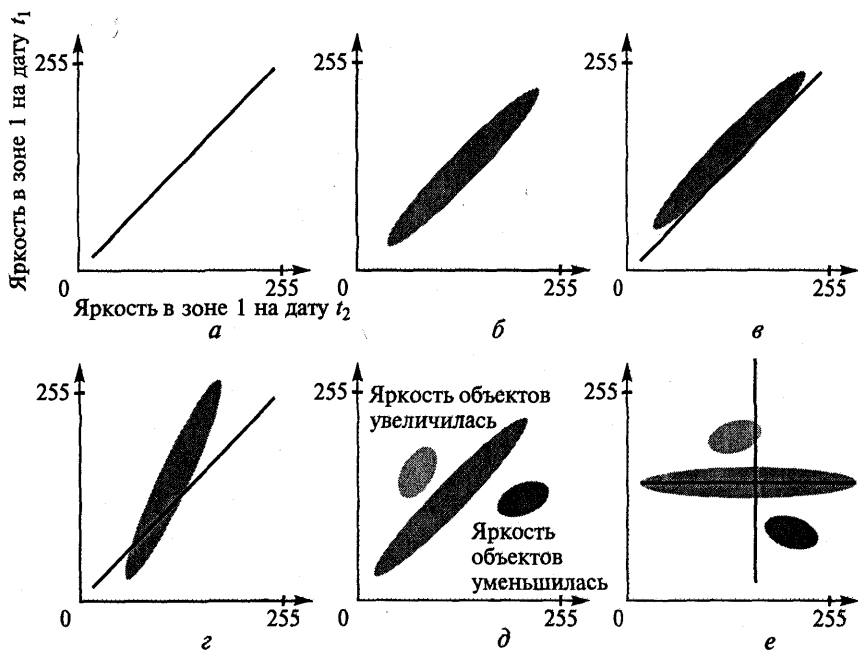 Яркость в зоне 1 на дату t₁
255
0
255
Яркость в зоне 1 на дату t₂
а
255
0
255
б
255
0
255
в
255
0
255
г
255
Яркость объектов
увеличилась
Яркость
объектов
уменьшилась
0
255
д
255
0
255
е